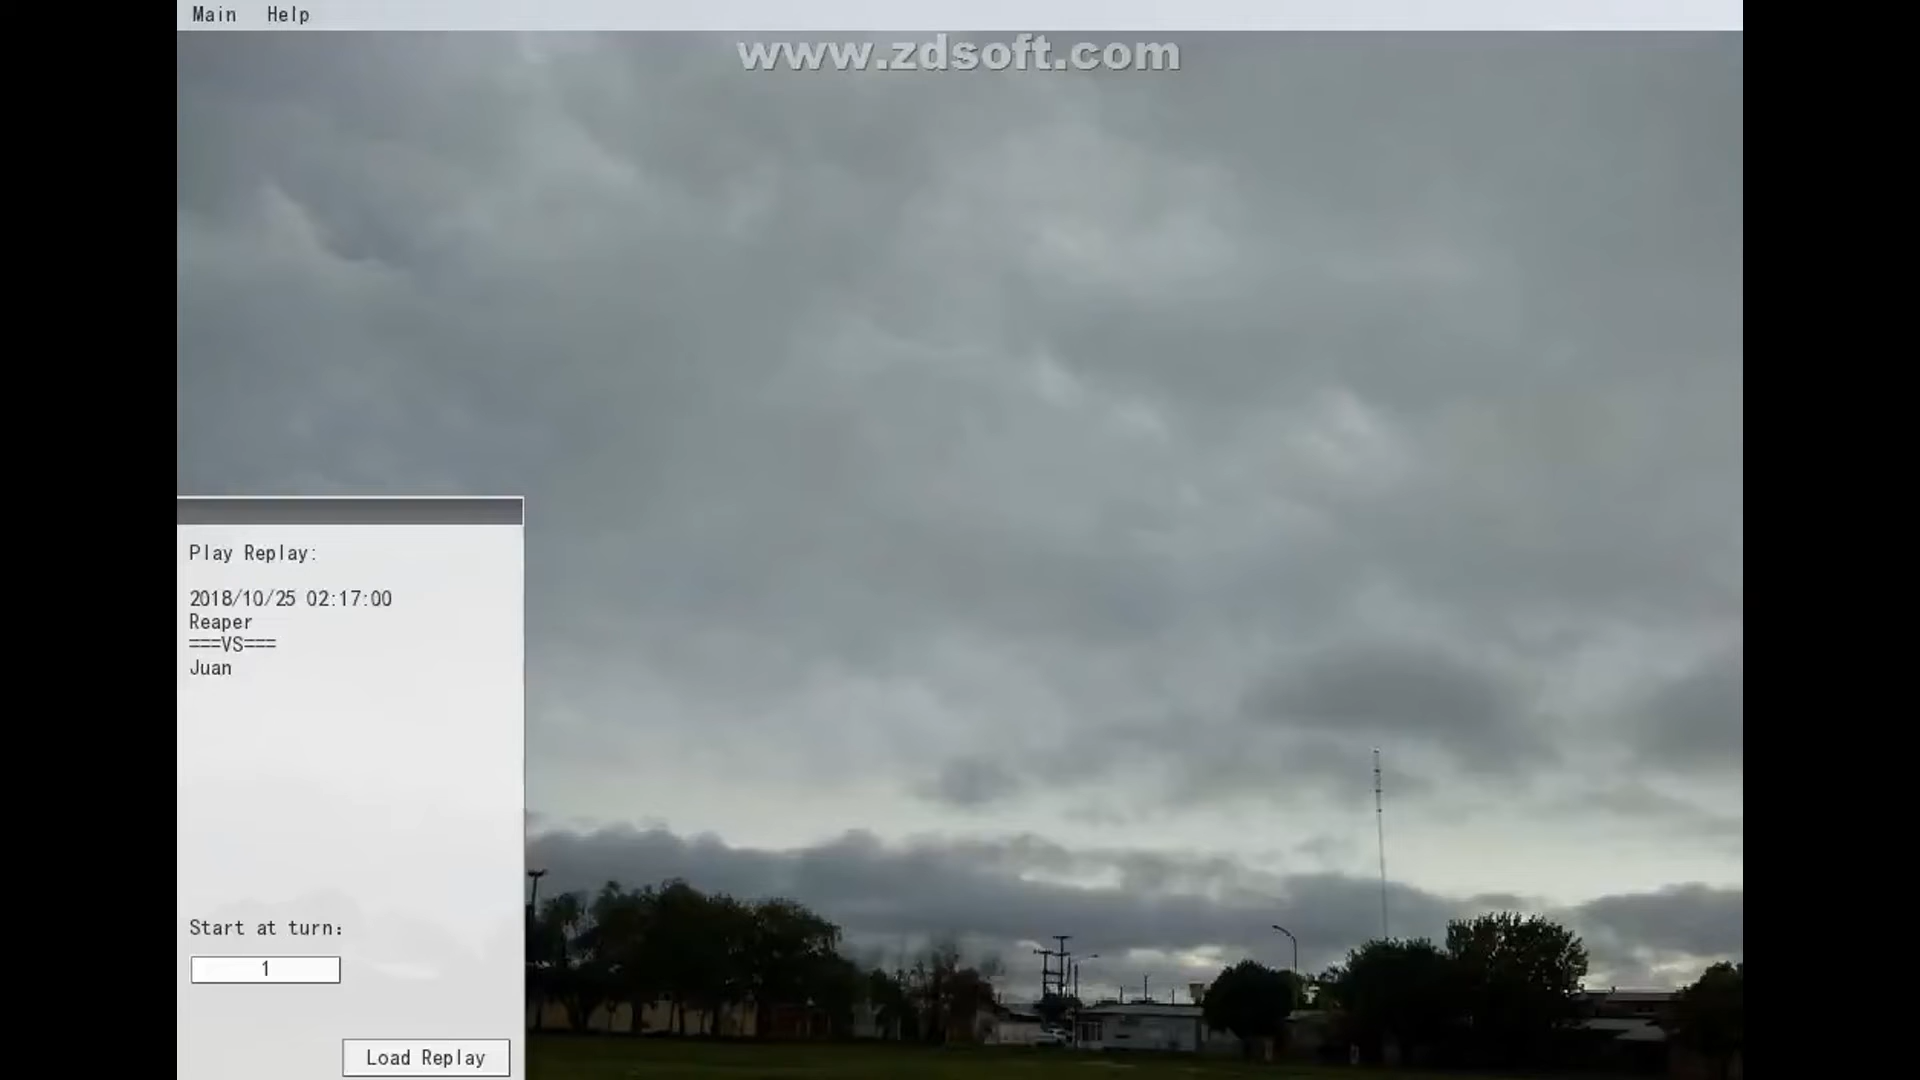 Main Help
www.zdsoft.com
Play Replay:
2018/10/25 02:17:00
Reaper
===VS===
Juan
Start at turn:
1
Load Replay